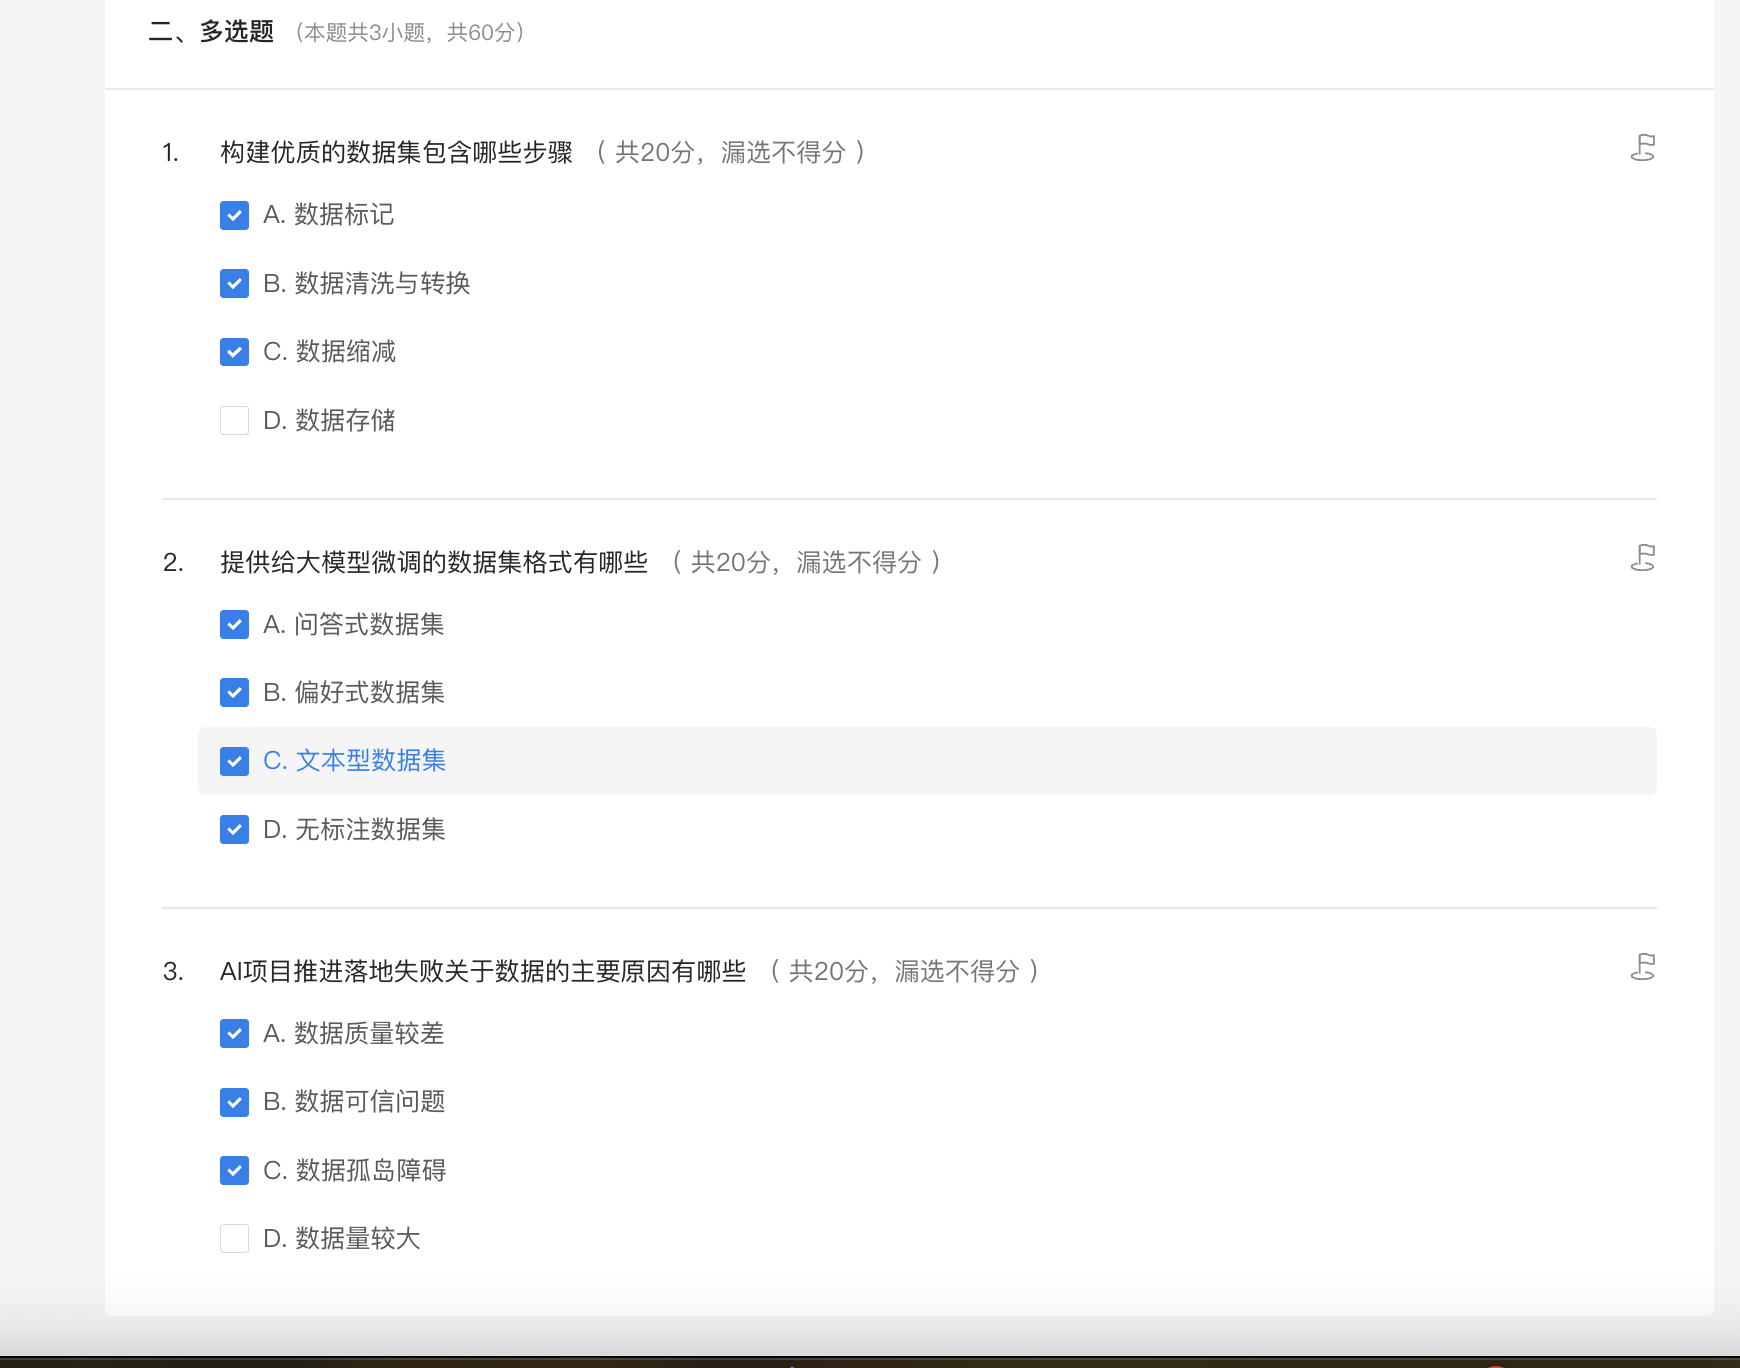 二、多选题 （本题共3小题，共60分）
1. 构建优质的数据集包含哪些步骤 （ 共20分，漏选不得分 ）
A. 数据标记
B. 数据清洗与转换
C. 数据缩减
D. 数据存储
2. 提供给大模型微调的数据集格式有哪些 （ 共20分，漏选不得分 ）
A. 问答式数据集
B. 偏好式数据集
C. 文本型数据集
D. 无标注数据集
3. AI项目推进落地失败关于数据的主要原因有哪些 （ 共20分，漏选不得分 ）
A. 数据质量较差
B. 数据可信问题
C. 数据孤岛障碍
D. 数据量较大